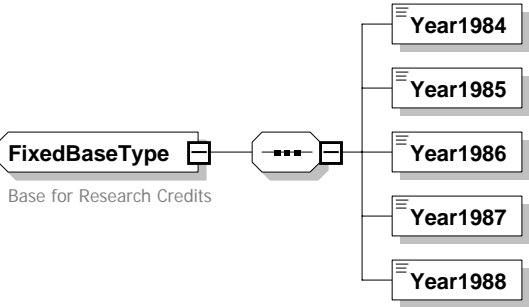 Year1984
Year1985
FixedBaseType
Year1986
Base for Research Credits
Year1987
Year1988